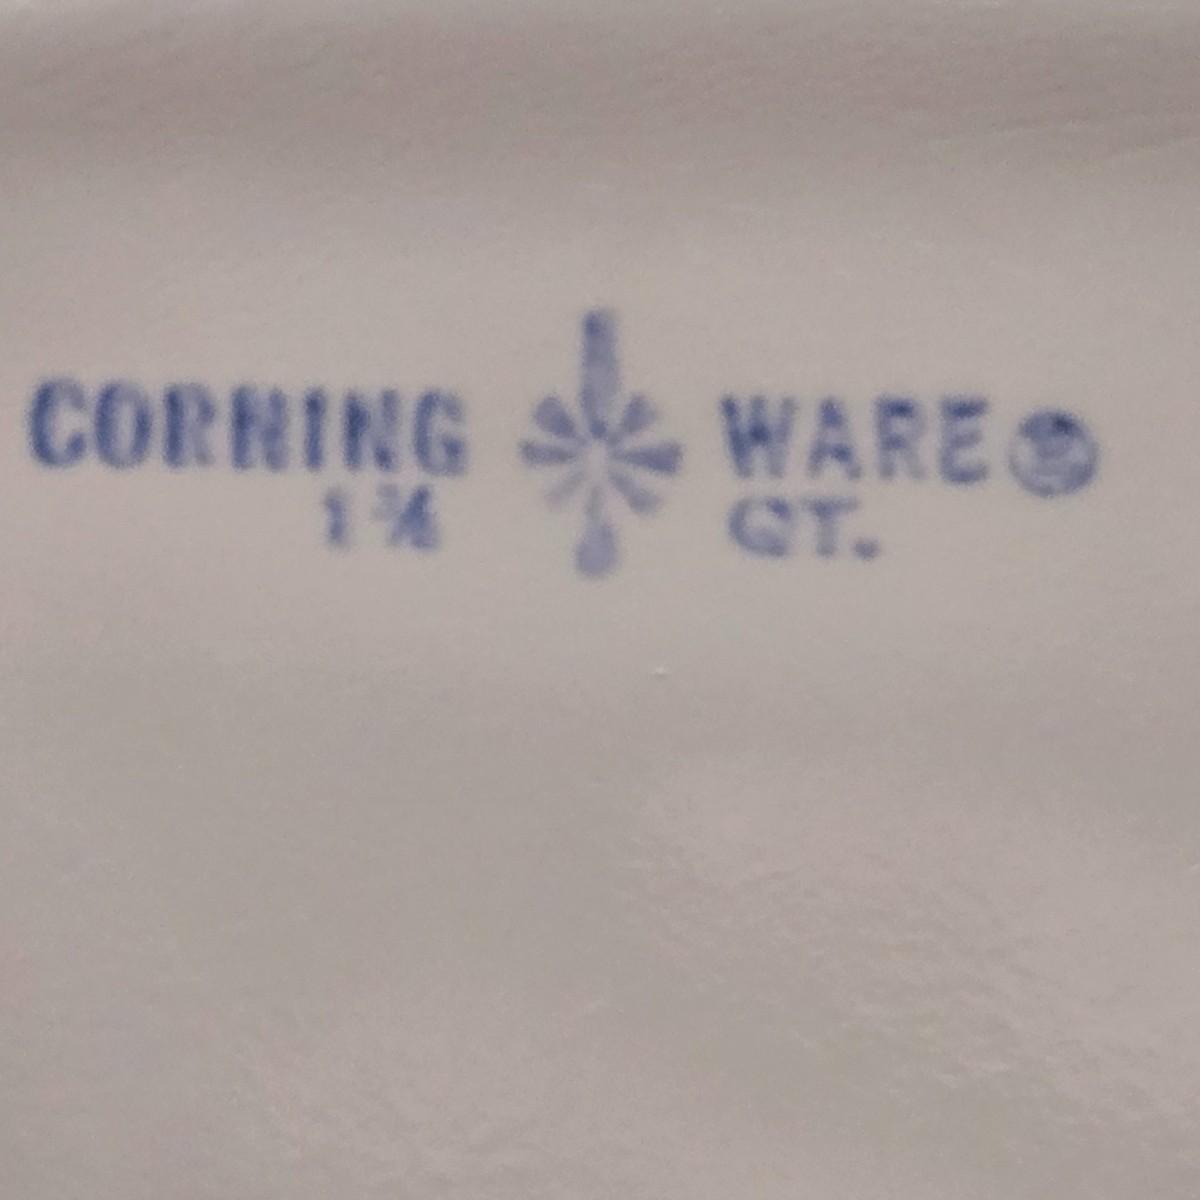 CORNING WARE®
1 3/4 QT.